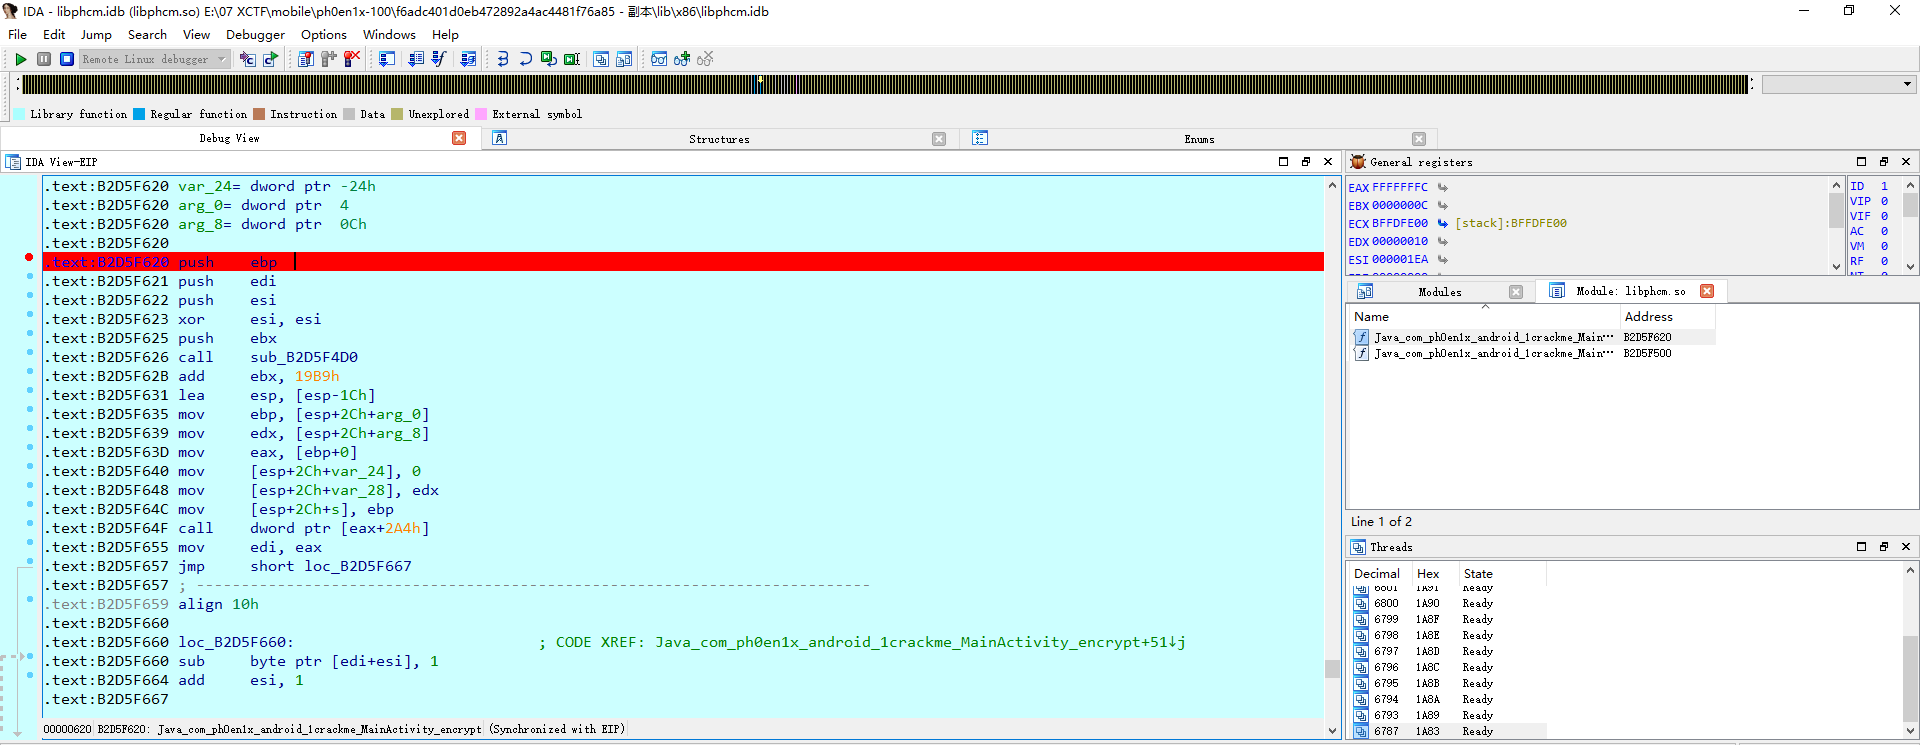 IDA - libphcm.idb (libphcm.so) E:\07 XCTF\mobile\ph0en1x-100\f6adc401d0eb472892a4ac4481f76a85 - 副本\lib\x86\libphcm.idb
File Edit Jump Search View Debugger Options Windows Help
Remote Linux debugger
Library function Regular function Instruction Data Unexplored External symbol
Debug View Structures Enums
IDA View-EIP
.text:B2D5F620 var_24= dword ptr -24h
.text:B2D5F620 arg_0= dword ptr 4
.text:B2D5F620 arg_8= dword ptr 0Ch
.text:B2D5F620
.text:B2D5F620 push ebp
.text:B2D5F621 push edi
.text:B2D5F622 push esi
.text:B2D5F623 xor esi, esi
.text:B2D5F625 push ebx
.text:B2D5F626 call sub_B2D5F4D0
.text:B2D5F62B add ebx, 19B9h
.text:B2D5F631 lea esp, [esp-1Ch]
.text:B2D5F635 mov ebp, [esp+2Ch+arg_0]
.text:B2D5F639 mov edx, [esp+2Ch+arg_8]
.text:B2D5F63D mov eax, [ebp+0]
.text:B2D5F640 mov [esp+2Ch+var_24], 0
.text:B2D5F648 mov [esp+2Ch+var_28], edx
.text:B2D5F64C mov [esp+2Ch+s], ebp
.text:B2D5F64F call dword ptr [eax+2A4h]
.text:B2D5F655 mov edi, eax
.text:B2D5F657 jmp short loc_B2D5F667
.text:B2D5F657 ; ---------------------------------------------------------------------------
.text:B2D5F659 align 10h
.text:B2D5F660
.text:B2D5F660 loc_B2D5F660: ; CODE XREF: Java_com_ph0en1x_android_1crackme_MainActivity_encrypt+51↓j
.text:B2D5F660 sub byte ptr [edi+esi], 1
.text:B2D5F664 add esi, 1
.text:B2D5F667
00000620 B2D5F620: Java_com_ph0en1x_android_1crackme_MainActivity_encrypt (Synchronized with EIP)
General registers
EAX FFFFFFFC
EBX 0000000C
ECX BFFDFE00 [stack]:BFFDFE00
EDX 00000010
ESI 000001EA
ID 1
VIP 0
VIF 0
AC 0
VM 0
RF 0
Modules Module: libphcm.so
Name Address
Java_com_ph0en1x_android_1crackme_Main… B2D5F620
Java_com_ph0en1x_android_1crackme_Main… B2D5F500
Line 1 of 2
Threads
Decimal Hex State
6801 1A91 Ready
6800 1A90 Ready
6799 1A8F Ready
6798 1A8E Ready
6797 1A8D Ready
6796 1A8C Ready
6795 1A8B Ready
6794 1A8A Ready
6793 1A89 Ready
6787 1A83 Ready